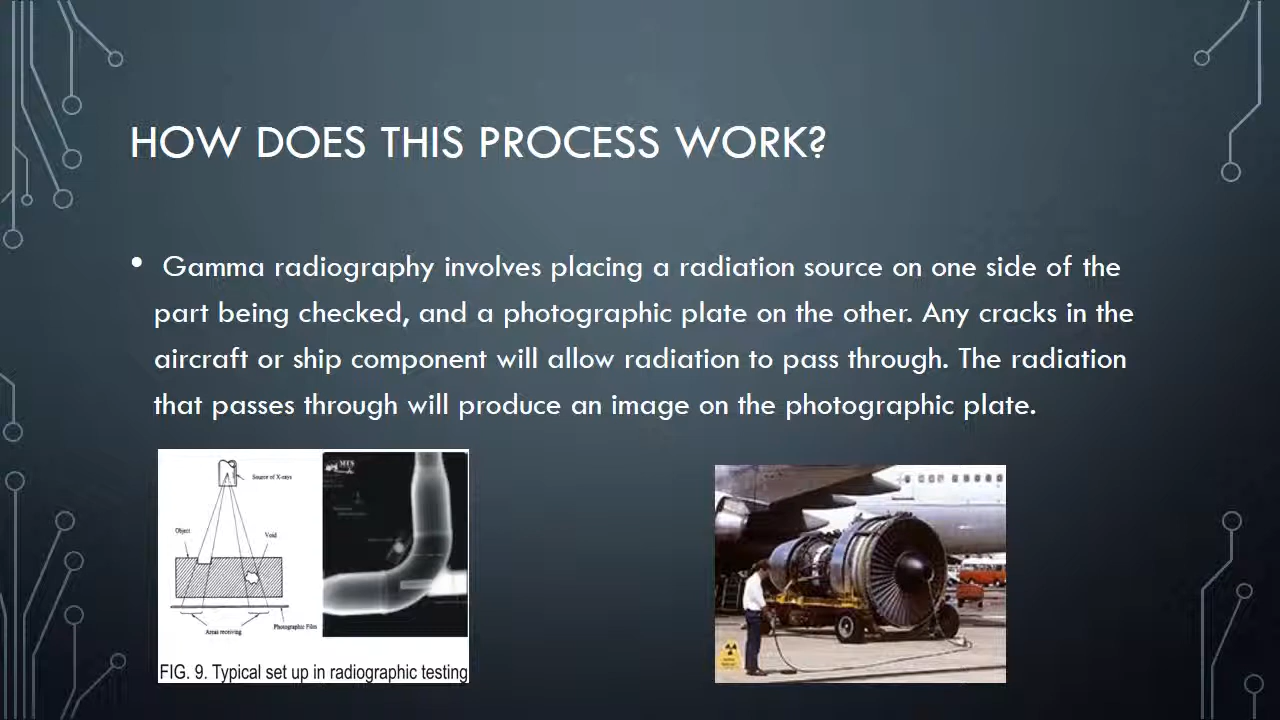 HOW DOES THIS PROCESS WORK?
• Gamma radiography involves placing a radiation source on one side of the
part being checked, and a photographic plate on the other. Any cracks in the
aircraft or ship component will allow radiation to pass through. The radiation
that passes through will produce an image on the photographic plate.
Source of X-rays
MTS
Object
Void
Photographic Film
Areas receiving
FIG. 9. Typical set up in radiographic testing